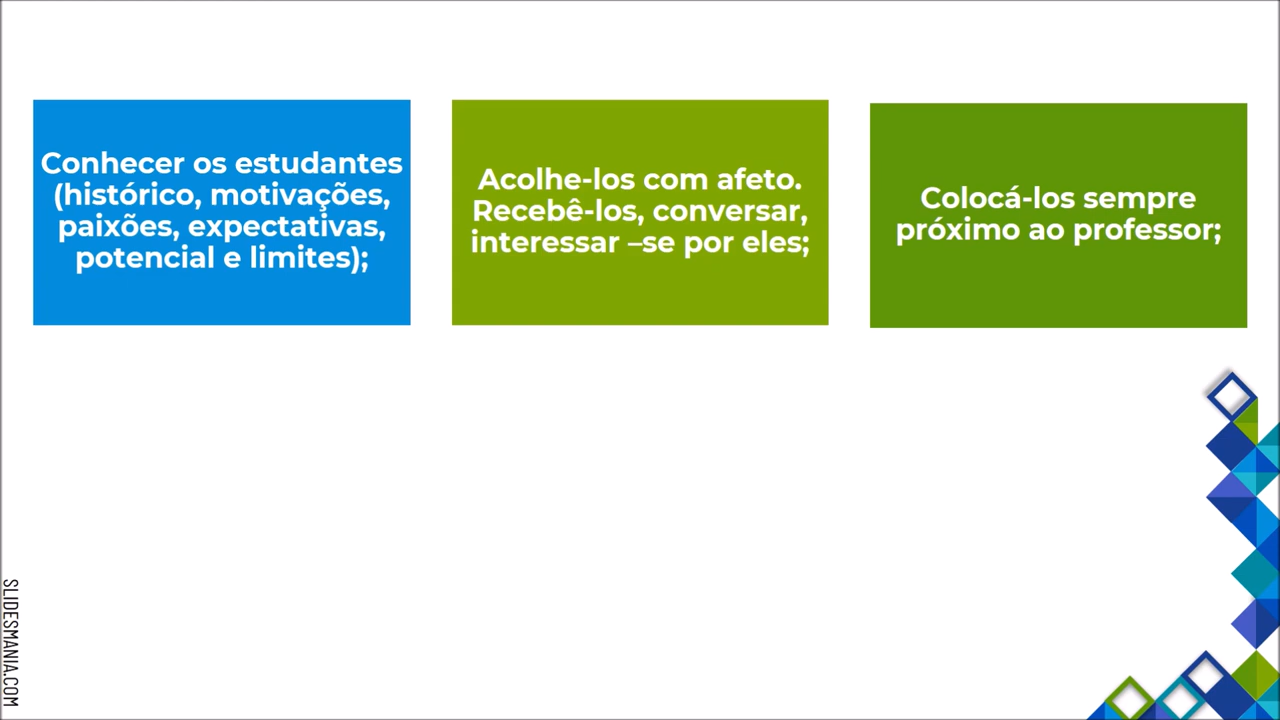 Conhecer os estudantes
(histórico, motivações,
paixões, expectativas,
potencial e limites);
Acolhe-los com afeto.
Recebê-los, conversar,
interessar –se por eles;
Colocá-los sempre
próximo ao professor;
SLIDESMANIA.COM